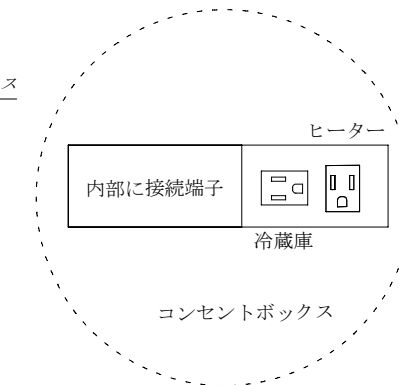 ス
ヒーター
内部に接続端子
冷蔵庫
コンセントボックス